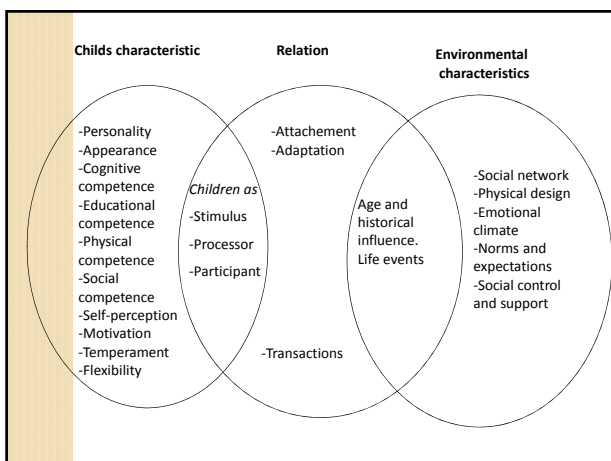 Childs characteristic
Relation
Environmental
characteristics
-Personality
-Appearance
-Cognitive
competence
-Educational
competence
-Physical
competence
-Social
competence
-Self-perception
-Motivation
-Temperament
-Flexibility
Children as
-Stimulus
-Processor
-Participant
-Attachement
-Adaptation
-Transactions
Age and
historical
influence.
Life events
-Social network
-Physical design
-Emotional
climate
-Norms and
expectations
-Social control
and support